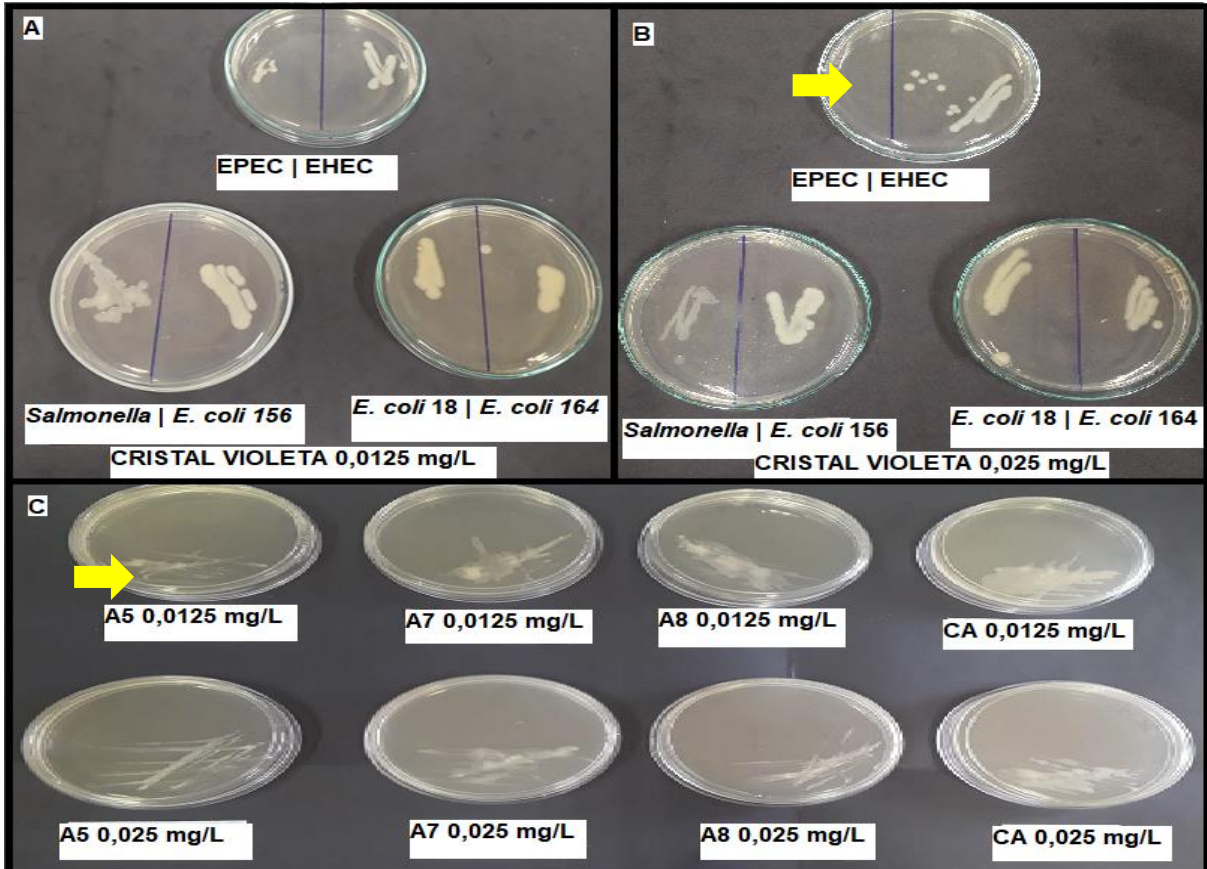 A
EPEC | EHEC
Salmonella | E. coli 156
E. coli 18 | E. coli 164
CRISTAL VIOLETA 0,0125 mg/L
B
EPEC | EHEC
Salmonella | E. coli 156
E. coli 18 | E. coli 164
CRISTAL VIOLETA 0,025 mg/L
C
A5 0,0125 mg/L
A7 0,0125 mg/L
A8 0,0125 mg/L
CA 0,0125 mg/L
A5 0,025 mg/L
A7 0,025 mg/L
A8 0,025 mg/L
CA 0,025 mg/L